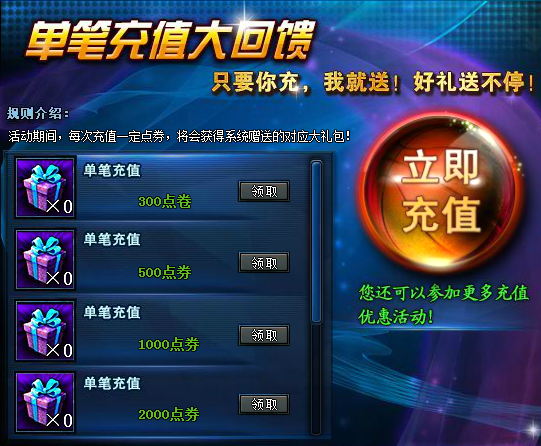 单笔充值大回馈
只要你充，我就送！好礼送不停！
规则介绍：
活动期间，每次充值一定点券，将会获得系统赠送的对应大礼包！
单笔充值
×0
300点卷
领取
单笔充值
×0
500点券
领取
单笔充值
×0
1000点券
领取
单笔充值
×0
2000点券
领取
立即
充值
您还可以参加更多充值
优惠活动！